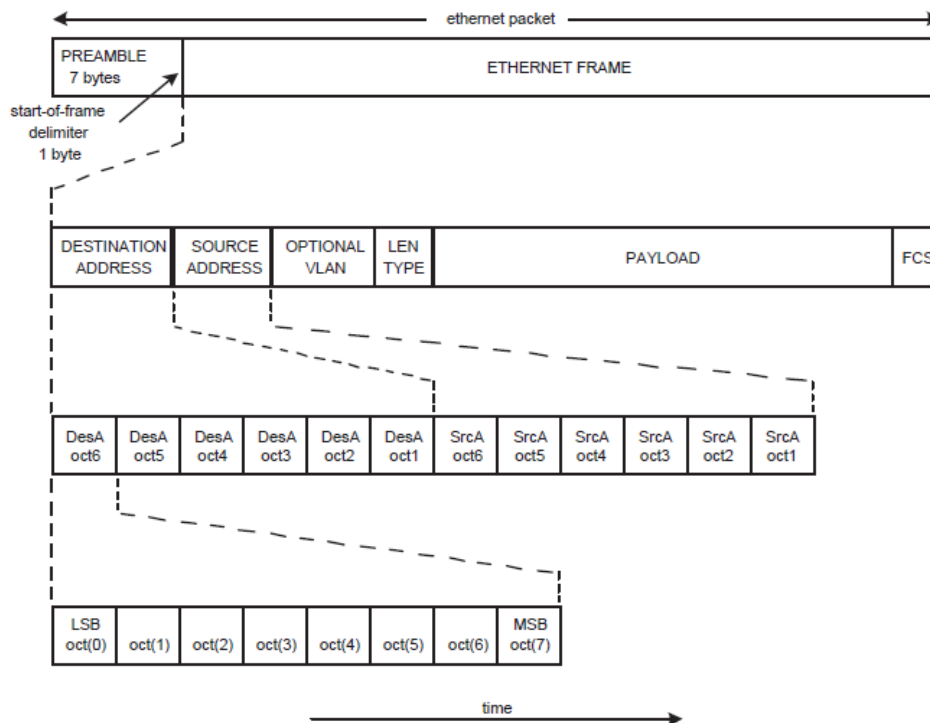 ethernet packet
PREAMBLE
7 bytes
ETHERNET FRAME
start-of-frame
delimiter
1 byte
DESTINATION
ADDRESS
SOURCE
ADDRESS
OPTIONAL
VLAN
LEN
TYPE
PAYLOAD
FCS
DesA
oct6
DesA
oct5
DesA
oct4
DesA
oct3
DesA
oct2
DesA
oct1
SrcA
oct6
SrcA
oct5
SrcA
oct4
SrcA
oct3
SrcA
oct2
SrcA
oct1
LSB
oct(0)
oct(1)
oct(2)
oct(3)
oct(4)
oct(5)
oct(6)
MSB
oct(7)
time